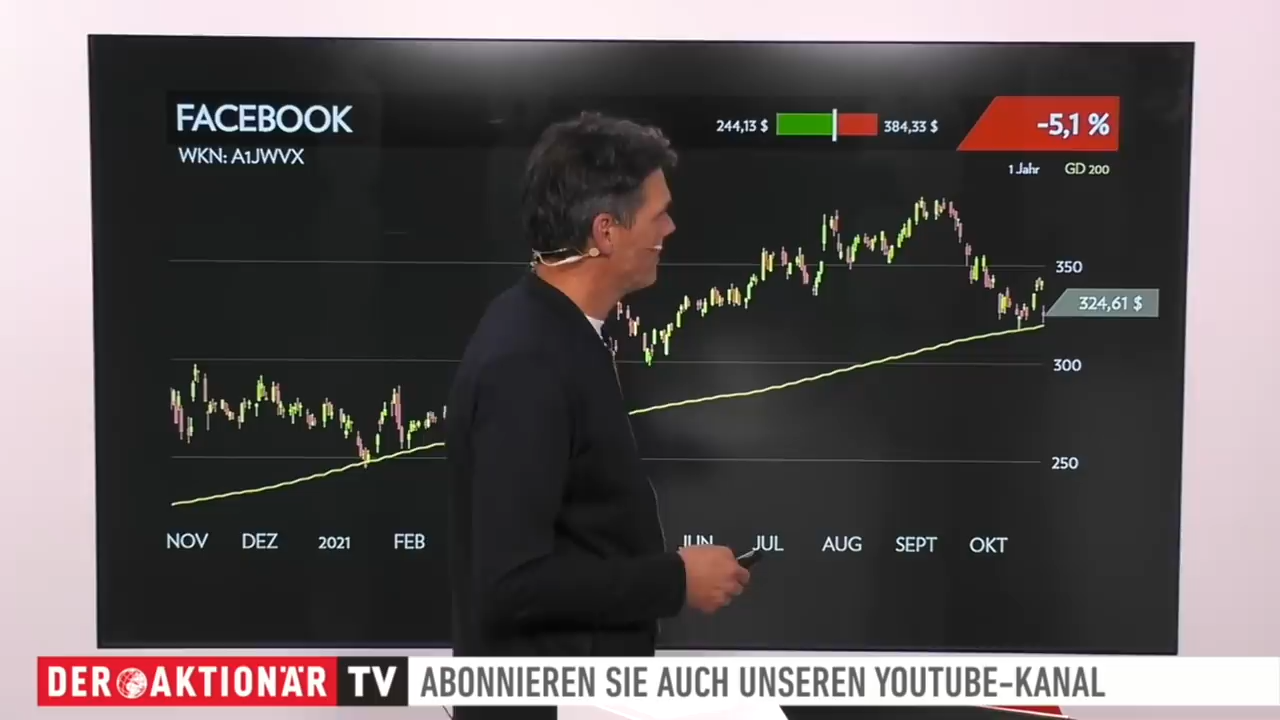 FACEBOOK
WKN: A1JWVX
244,13 $ 384,33 $
-5,1 %
1 Jahr GD 200
350
324,61 $
300
250
NOV DEZ 2021 FEB JUN JUL AUG SEPT OKT
DER AKTIONÄR TV
ABONNIEREN SIE AUCH UNSEREN YOUTUBE-KANAL